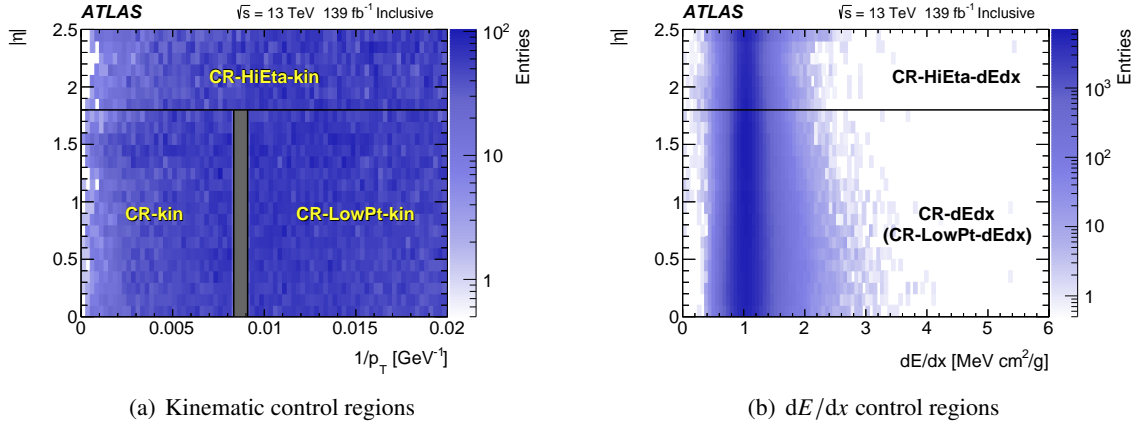 ATLAS √s = 13 TeV 139 fb⁻¹ Inclusive
|η|
2.5
2
1.5
1
0.5
0
CR-HiEta-kin
CR-kin
CR-LowPt-kin
0 0.005 0.010 0.015 0.02
1/p_T [GeV⁻¹]
10²
10
1
Entries
(a) Kinematic control regions
ATLAS √s = 13 TeV 139 fb⁻¹ Inclusive
|η|
2.5
2
1.5
1
0.5
0
CR-HiEta-dEdx
CR-dEdx
(CR-LowPt-dEdx)
0 1 2 3 4 5 6
dE/dx [MeV cm²/g]
10³
10²
10
1
Entries
(b) dE/dx control regions